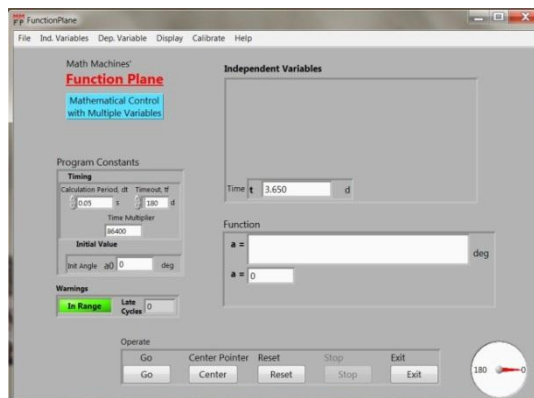 MM
FP FunctionPlane
File Ind. Variables Dep. Variable Display Calibrate Help
Math Machines'
Function Plane
Mathematical Control
with Multiple Variables
Independent Variables
Time t 3.650 d
Program Constants
Timing
Calculation Period, dt Timeout, tf
0.05 s 180 d
Time Multiplier
86400
Initial Value
Init Angle a0 0 deg
Function
a = deg
a = 0
Warnings
In Range Late
Cycles 0
Operate
Go Center Pointer Reset Stop Exit
Go Center Reset Stop Exit
180 0